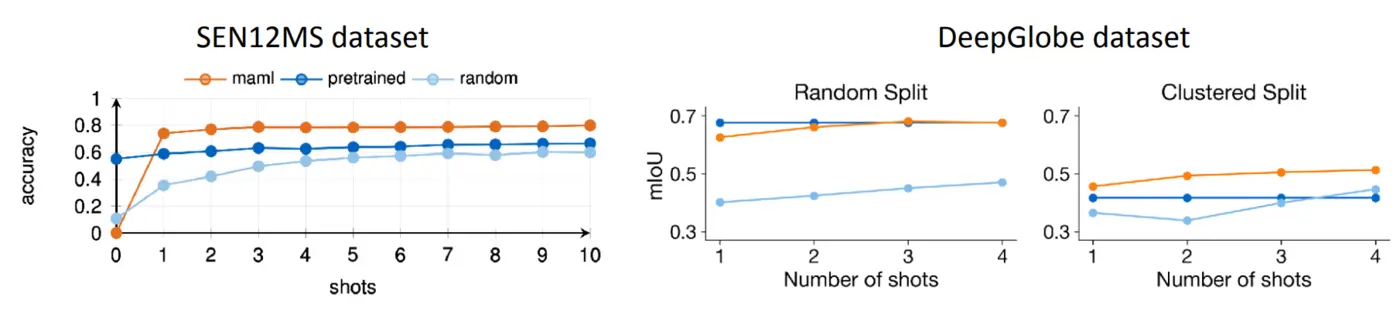 SEN12MS dataset
maml pretrained random
1
0.8
0.6
0.4
0.2
0
accuracy
0 1 2 3 4 5 6 7 8 9 10
shots
DeepGlobe dataset
Random Split
0.7
0.5
0.3
mIoU
1 2 3 4
Number of shots
Clustered Split
0.7
0.5
0.3
1 2 3 4
Number of shots